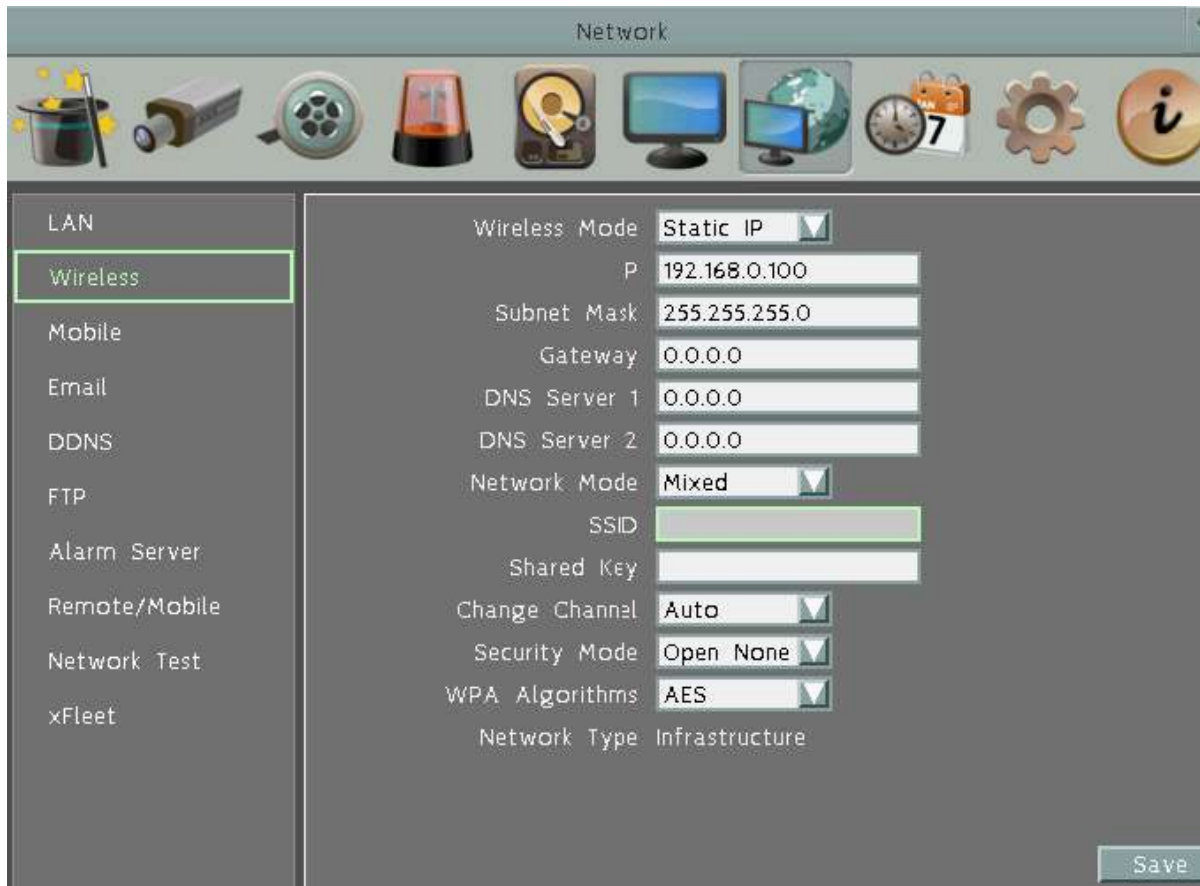 Network
LAN
Wireless
Mobile
Email
DDNS
FTP
Alarm Server
Remote/Mobile
Network Test
xFleet
Wireless Mode Static IP
P 192.168.0.100
Subnet Mask 255.255.255.0
Gateway 0.0.0.0
DNS Server 1 0.0.0.0
DNS Server 2 0.0.0.0
Network Mode Mixed
SSID
Shared Key
Change Channel Auto
Security Mode Open None
WPA Algorithms AES
Network Type Infrastructure
Save